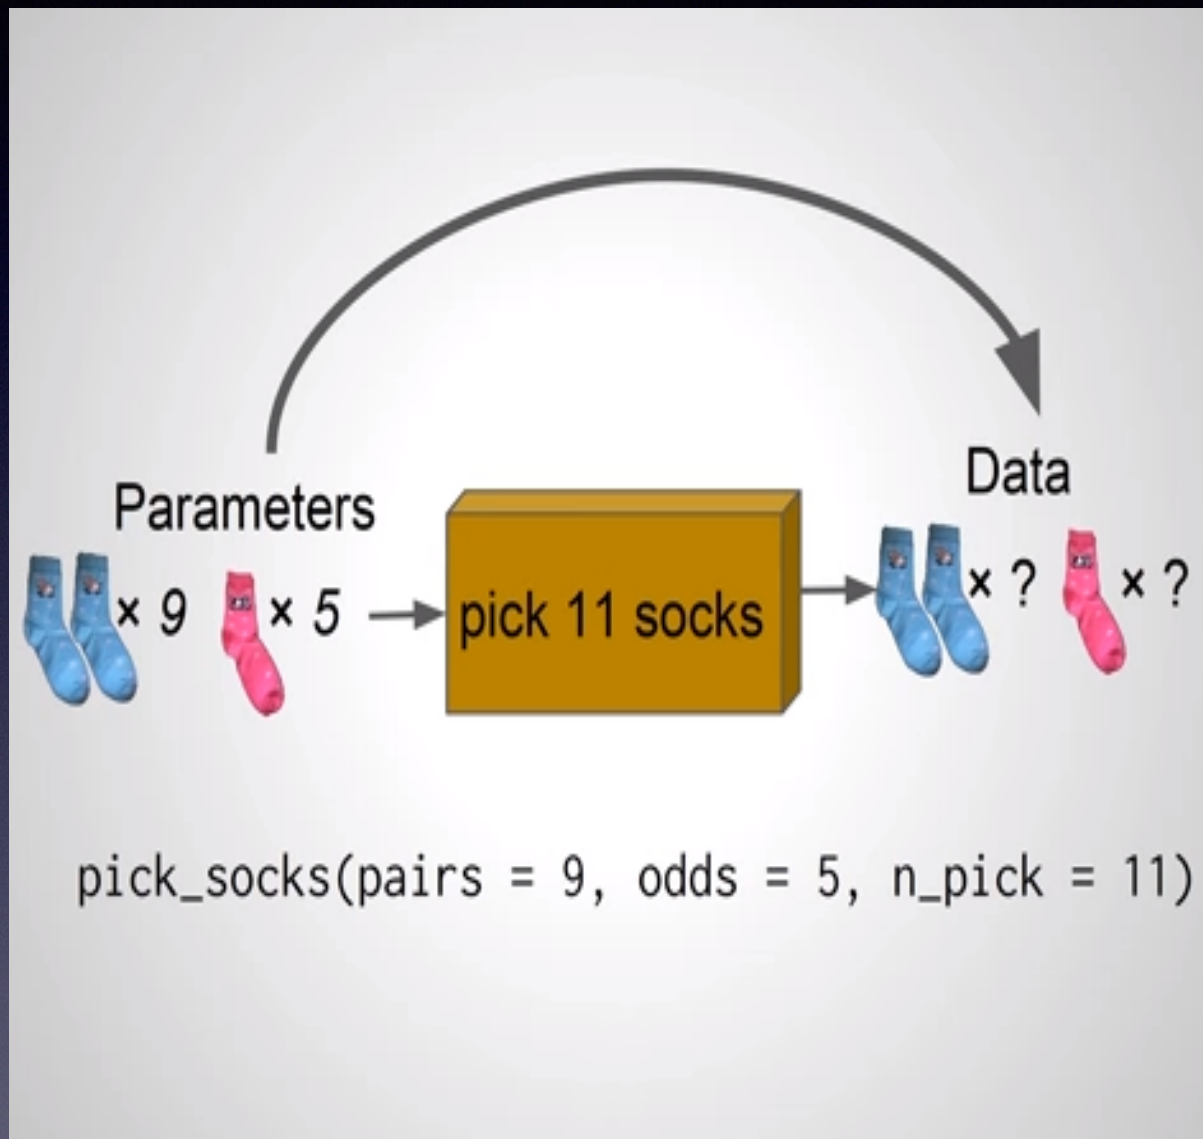 Data
Parameters
× 9 × 5 pick 11 socks × ? × ?
pick_socks(pairs = 9, odds = 5, n_pick = 11)